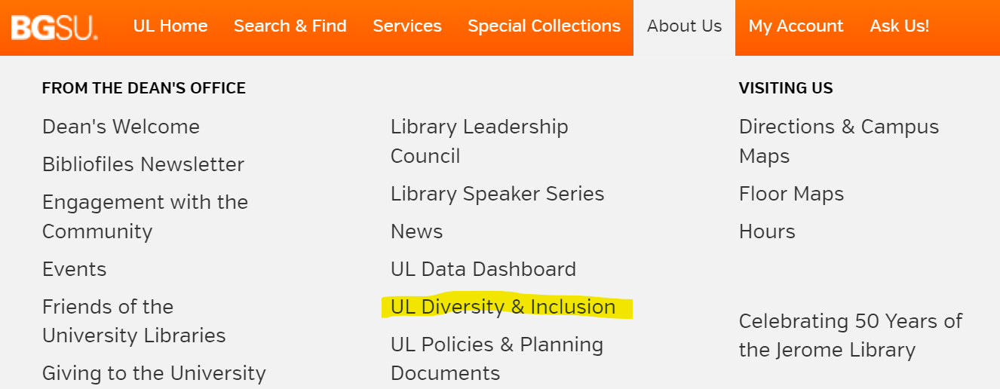 BGSU. UL Home Search & Find Services Special Collections About Us My Account Ask Us!
FROM THE DEAN'S OFFICE
Dean's Welcome
Bibliofiles Newsletter
Engagement with the
Community
Events
Friends of the
University Libraries
Giving to the University
Library Leadership
Council
Library Speaker Series
News
UL Data Dashboard
UL Diversity & Inclusion
UL Policies & Planning
Documents
VISITING US
Directions & Campus
Maps
Floor Maps
Hours
Celebrating 50 Years of
the Jerome Library